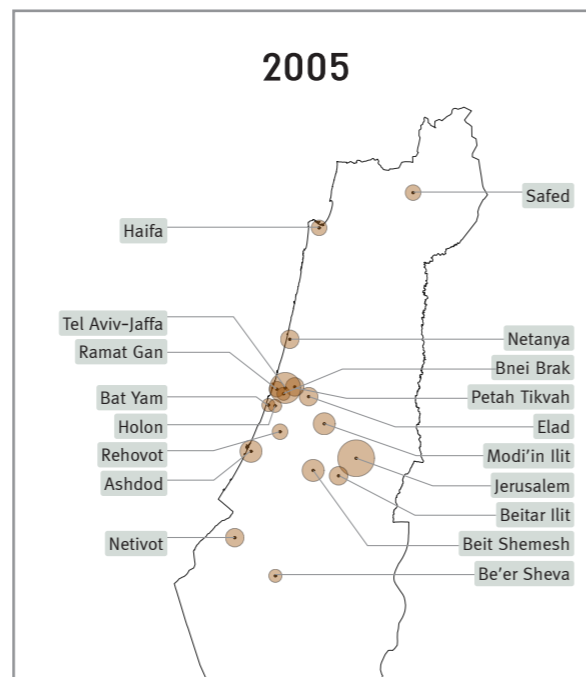 2005
Safed
Haifa
Tel Aviv-Jaffa
Ramat Gan
Netanya
Bnei Brak
Bat Yam
Petah Tikvah
Holon
Elad
Rehovot
Modi'in Ilit
Ashdod
Jerusalem
Beitar Ilit
Netivot
Beit Shemesh
Be'er Sheva